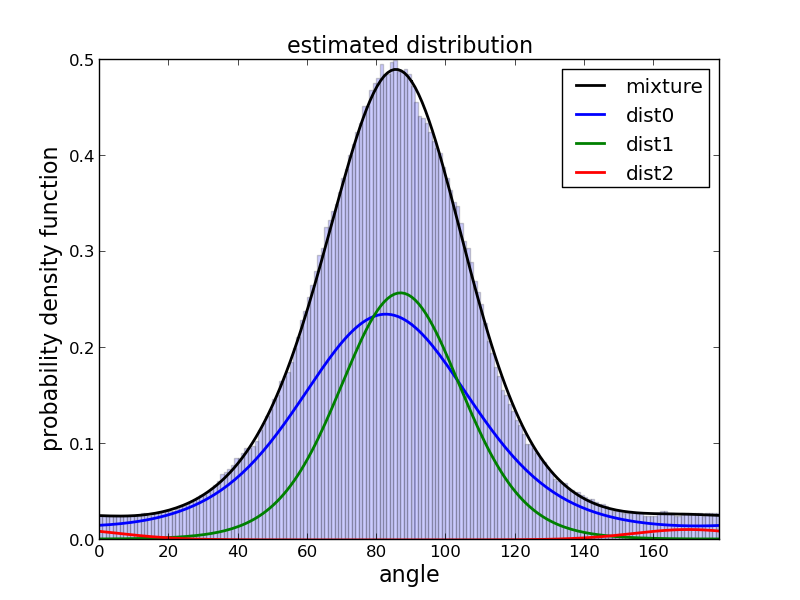 estimated distribution
probability density function
0.5
0.4
0.3
0.2
0.1
0.0
mixture
dist0
dist1
dist2
0 20 40 60 80 100 120 140 160
angle